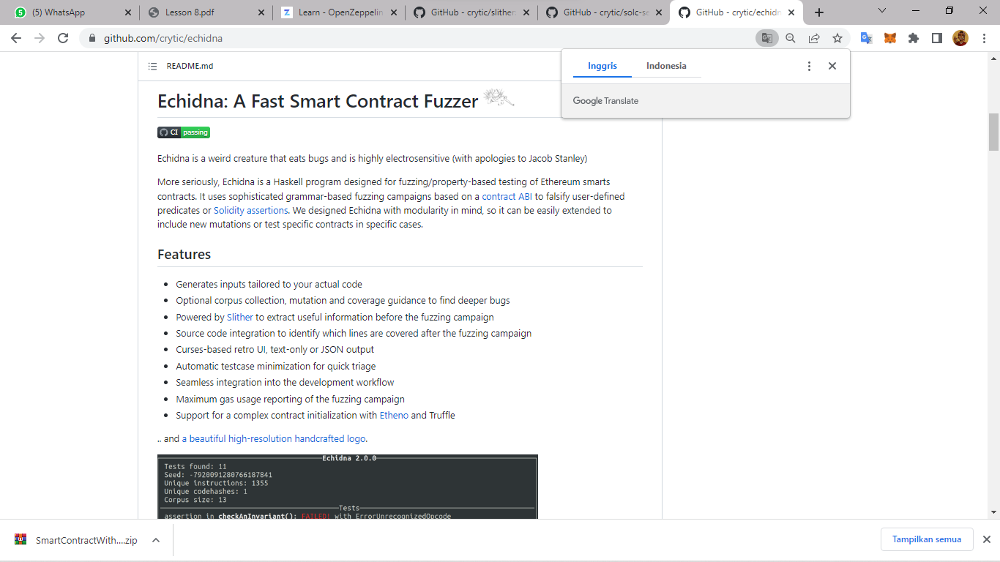 (5) WhatsApp
Lesson 8.pdf
Learn - OpenZeppelin
GitHub - crytic/slither:
GitHub - crytic/solc-se
GitHub - crytic/echidn
github.com/crytic/echidna
Inggris Indonesia
Google Translate
README.md
Echidna: A Fast Smart Contract Fuzzer
CI passing
Echidna is a weird creature that eats bugs and is highly electrosensitive (with apologies to Jacob Stanley)
More seriously, Echidna is a Haskell program designed for fuzzing/property-based testing of Ethereum smarts
contracts. It uses sophisticated grammar-based fuzzing campaigns based on a contract ABI to falsify user-defined
predicates or Solidity assertions. We designed Echidna with modularity in mind, so it can be easily extended to
include new mutations or test specific contracts in specific cases.
Features
• Generates inputs tailored to your actual code
• Optional corpus collection, mutation and coverage guidance to find deeper bugs
• Powered by Slither to extract useful information before the fuzzing campaign
• Source code integration to identify which lines are covered after the fuzzing campaign
• Curses-based retro UI, text-only or JSON output
• Automatic testcase minimization for quick triage
• Seamless integration into the development workflow
• Maximum gas usage reporting of the fuzzing campaign
• Support for a complex contract initialization with Etheno and Truffle
.. and a beautiful high-resolution handcrafted logo.
Echidna 2.0.0
Tests found: 11
Seed: -7920091280766187841
Unique instructions: 1355
Unique codehashes: 1
Corpus size: 13
Tests
assertion in checkAnInvariant(): FAILED! with ErrorUnrecognizedOpcode
SmartContractWith....zip
Tampilkan semua